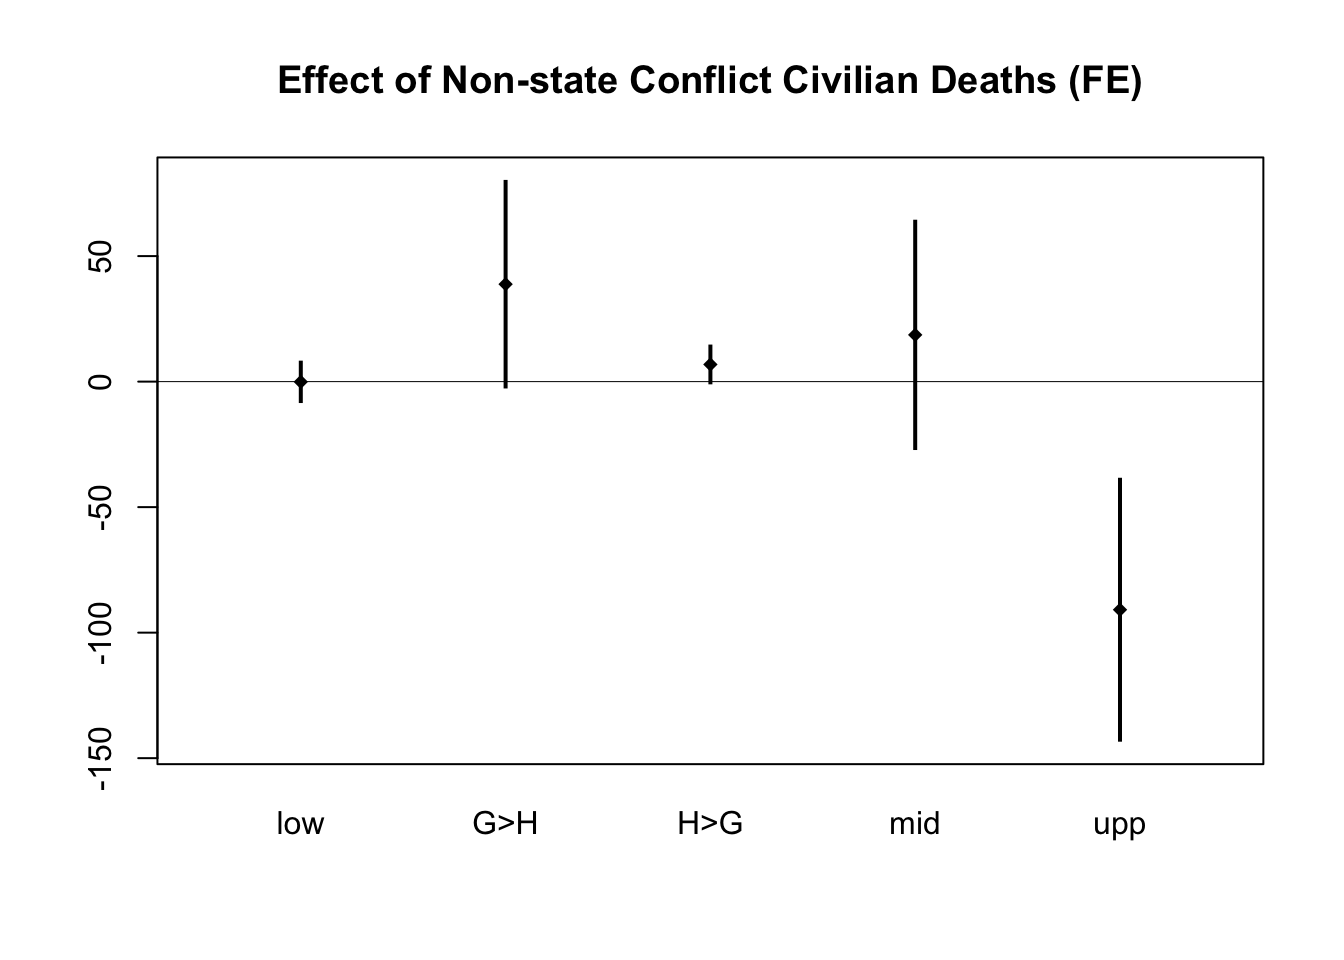 Effect of Non-state Conflict Civilian Deaths (FE)
50
0
-50
-100
-150
low G>H H>G mid upp